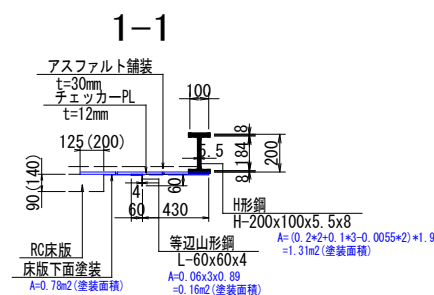 1-1
アスファルト舗装
t=30mm
チェッカーPL
t=12mm
100
125(200)
5.5
8
184
8
200
90(140)
4
60
60
430
H形鋼
H-200x100x5.5x8
A=(0.2*2+0.1*3-0.0055*2)*1.9
=1.31m2(塗装面積)
RC床版
床版下面塗装
A=0.78m2(塗装面積)
等辺山形鋼
L-60x60x4
A=0.06x3x0.89
=0.16m2(塗装面積)